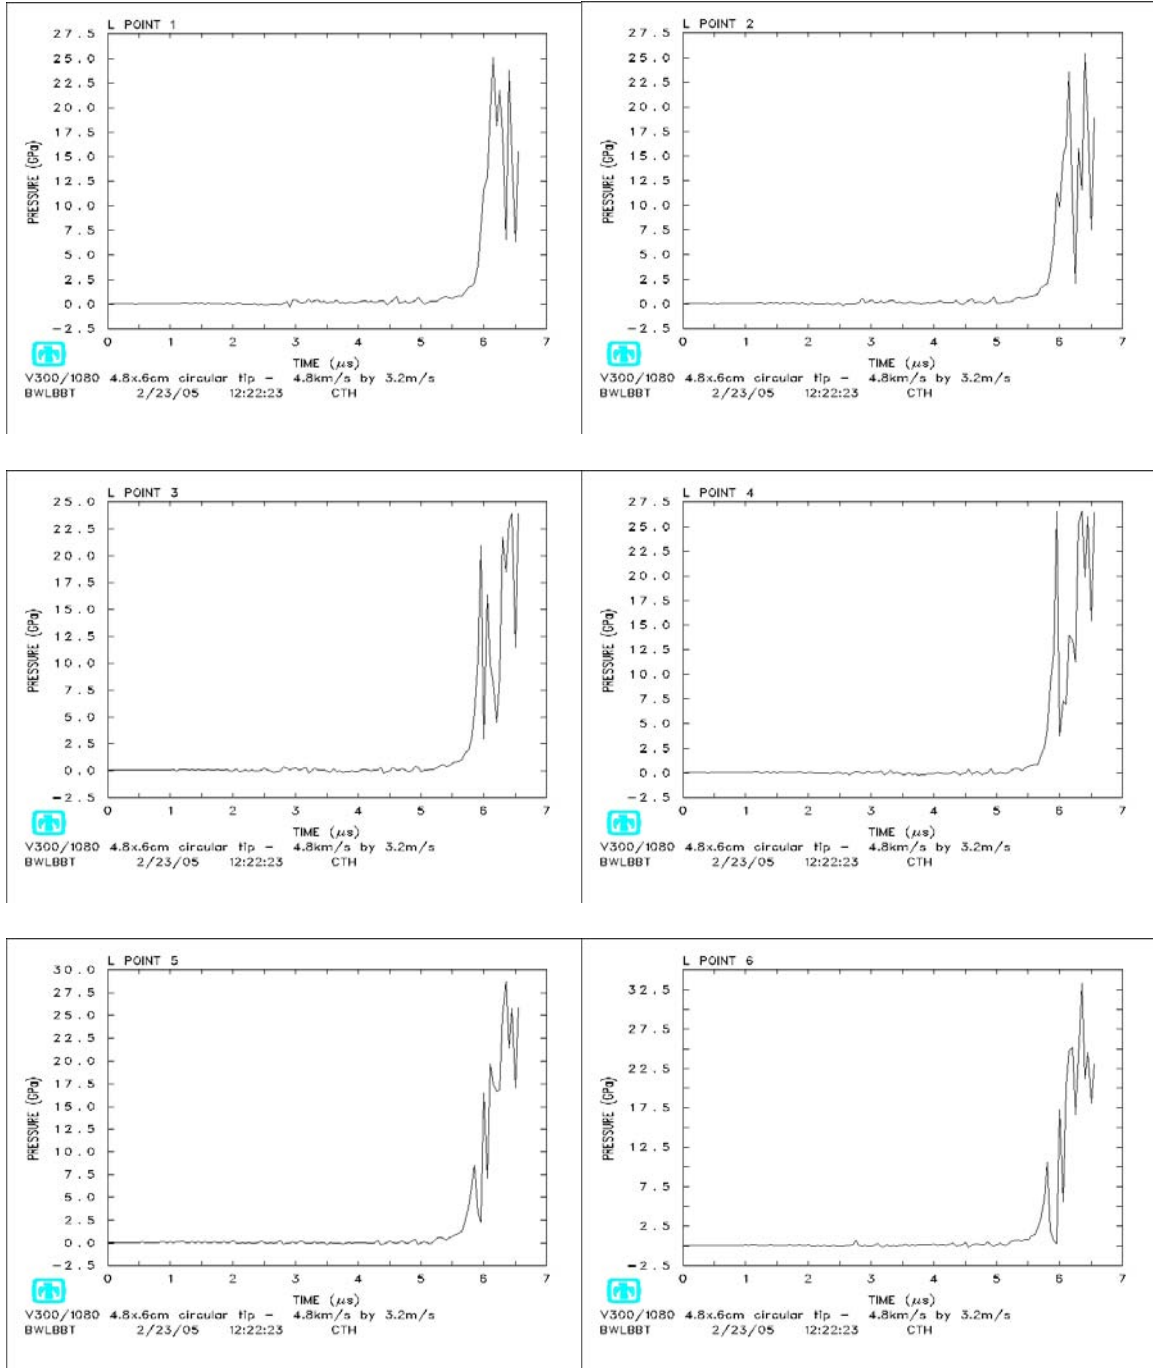 L POINT 1
27.5
25.0
22.5
20.0
17.5
15.0
12.5
10.0
7.5
5.0
2.5
0.0
-2.5
PRESSURE (GPa)
0 1 2 3 4 5 6 7
TIME (μs)
V300/1080 4.8x.6cm circular tip - 4.8km/s by 3.2m/s
BWLBBT 2/23/05 12:22:23 CTH
L POINT 2
27.5
25.0
22.5
20.0
17.5
15.0
12.5
10.0
7.5
5.0
2.5
0.0
-2.5
PRESSURE (GPa)
0 1 2 3 4 5 6 7
TIME (μs)
V300/1080 4.8x.6cm circular tip - 4.8km/s by 3.2m/s
BWLBBT 2/23/05 12:22:23 CTH
L POINT 3
25.0
22.5
20.0
17.5
15.0
12.5
10.0
7.5
5.0
2.5
0.0
-2.5
PRESSURE (GPa)
0 1 2 3 4 5 6 7
TIME (μs)
V300/1080 4.8x.6cm circular tip - 4.8km/s by 3.2m/s
BWLBBT 2/23/05 12:22:23 CTH
L POINT 4
27.5
25.0
22.5
20.0
17.5
15.0
12.5
10.0
7.5
5.0
2.5
0.0
-2.5
PRESSURE (GPa)
0 1 2 3 4 5 6 7
TIME (μs)
V300/1080 4.8x.6cm circular tip - 4.8km/s by 3.2m/s
BWLBBT 2/23/05 12:22:23 CTH
L POINT 5
30.0
27.5
25.0
22.5
20.0
17.5
15.0
12.5
10.0
7.5
5.0
2.5
0.0
-2.5
PRESSURE (GPa)
0 1 2 3 4 5 6 7
TIME (μs)
V300/1080 4.8x.6cm circular tip - 4.8km/s by 3.2m/s
BWLBBT 2/23/05 12:22:23 CTH
L POINT 6
32.5
27.5
22.5
17.5
12.5
7.5
2.5
-2.5
PRESSURE (GPa)
0 1 2 3 4 5 6 7
TIME (μs)
V300/1080 4.8x.6cm circular tip - 4.8km/s by 3.2m/s
BWLBBT 2/23/05 12:22:23 CTH